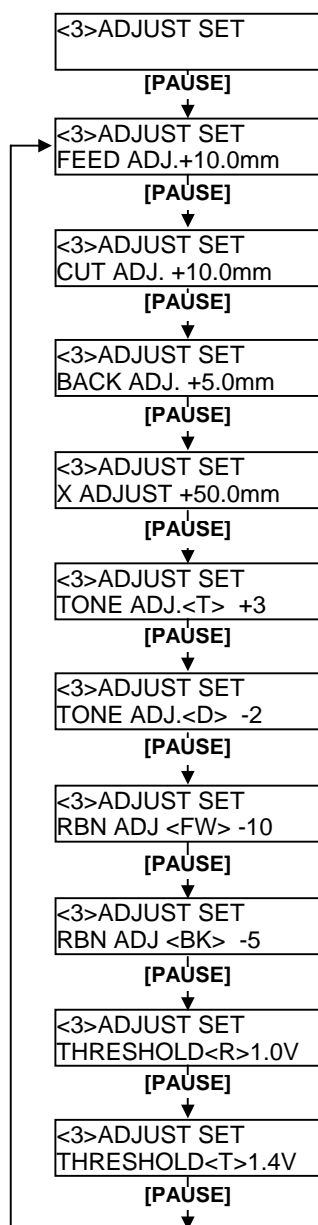 <3>ADJUST SET
[PAUSE]
<3>ADJUST SET
FEED ADJ.+10.0mm
[PAUSE]
<3>ADJUST SET
CUT ADJ. +10.0mm
[PAUSE]
<3>ADJUST SET
BACK ADJ. +5.0mm
[PAUSE]
<3>ADJUST SET
X ADJUST +50.0mm
[PAUSE]
<3>ADJUST SET
TONE ADJ.<T> +3
[PAUSE]
<3>ADJUST SET
TONE ADJ.<D> -2
[PAUSE]
<3>ADJUST SET
RBN ADJ <FW> -10
[PAUSE]
<3>ADJUST SET
RBN ADJ <BK> -5
[PAUSE]
<3>ADJUST SET
THRESHOLD<R>1.0V
[PAUSE]
<3>ADJUST SET
THRESHOLD<T>1.4V
[PAUSE]